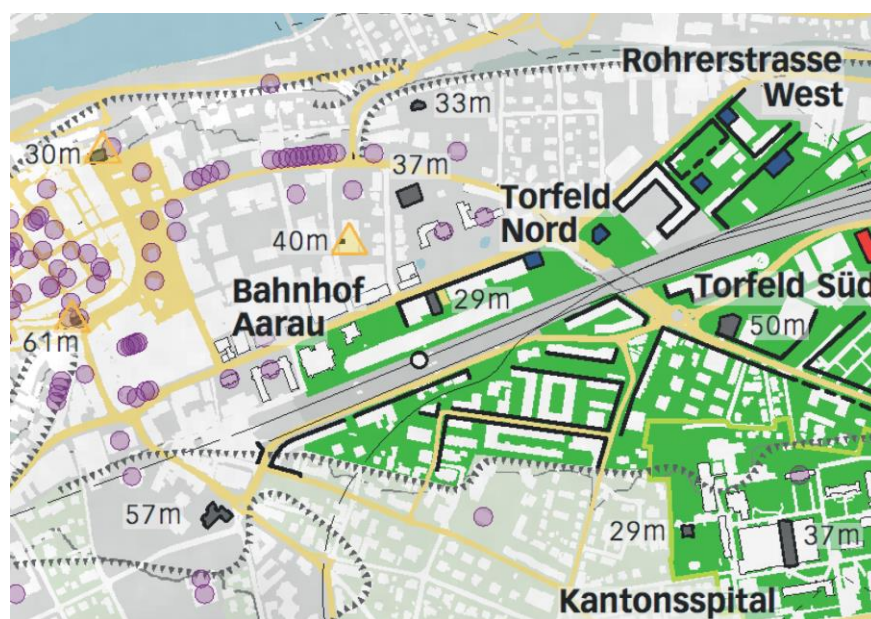 Rohrerstrasse
West
33m
30m
37m
Torfeld
Nord
40m
Bahnhof
Aarau
29m
Torfeld Süd
50m
61m
57m
29m
37m
Kantonsspital